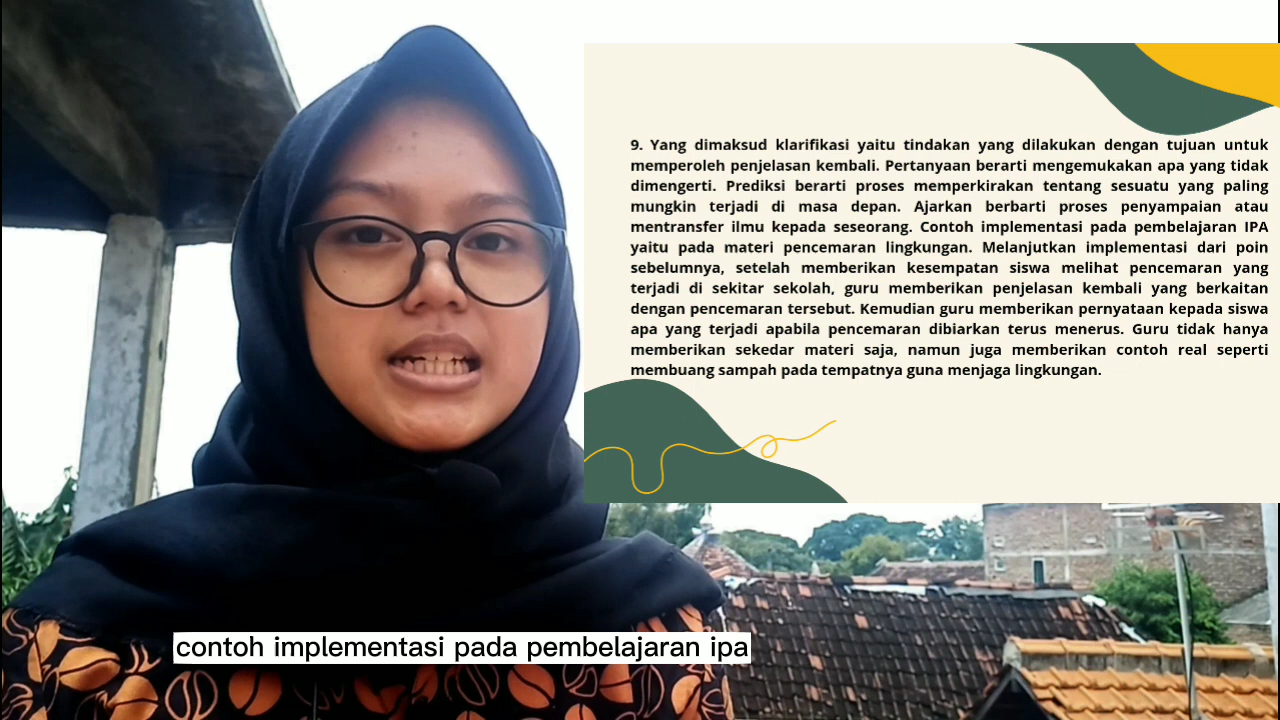 9. Yang dimaksud klarifikasi yaitu tindakan yang dilakukan dengan tujuan untuk
memperoleh penjelasan kembali. Pertanyaan berarti mengemukakan apa yang tidak
dimengerti. Prediksi berarti proses memperkirakan tentang sesuatu yang paling
mungkin terjadi di masa depan. Ajarkan berbarti proses penyampaian atau
mentransfer ilmu kepada seseorang. Contoh implementasi pada pembelajaran IPA
yaitu pada materi pencemaran lingkungan. Melanjutkan implementasi dari poin
sebelumnya, setelah memberikan kesempatan siswa melihat pencemaran yang
terjadi di sekitar sekolah, guru memberikan penjelasan kembali yang berkaitan
dengan pencemaran tersebut. Kemudian guru memberikan pernyataan kepada siswa
apa yang terjadi apabila pencemaran dibiarkan terus menerus. Guru tidak hanya
memberikan sekedar materi saja, namun juga memberikan contoh real seperti
membuang sampah pada tempatnya guna menjaga lingkungan.
contoh implementasi pada pembelajaran ipa